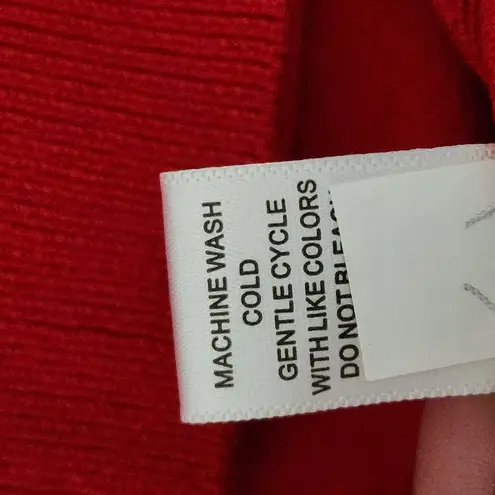 MACHINE WASH
COLD
GENTLE CYCLE
WITH LIKE COLORS
DO NOT